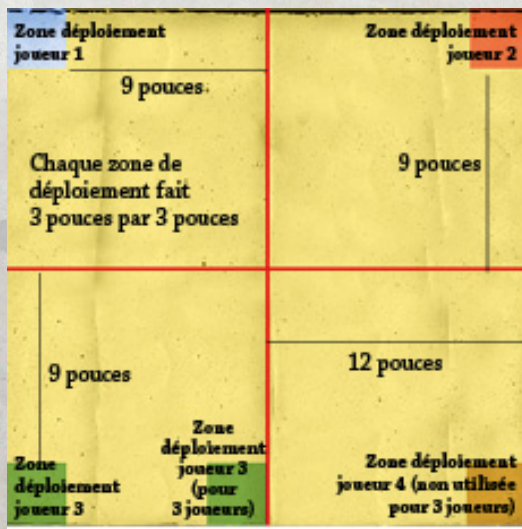 Zone déploiement
joueur 1
Zone déploiement
joueur 2
9 pouces
Chaque zone de
déploiement fait
3 pouces par 3 pouces
9 pouces
9 pouces
12 pouces
Zone
déploiement
joueur 3
Zone
déploiement
joueur 3
(pour
3 joueurs)
Zone déploiement
joueur 4 (non utilisée
pour 3 joueurs)